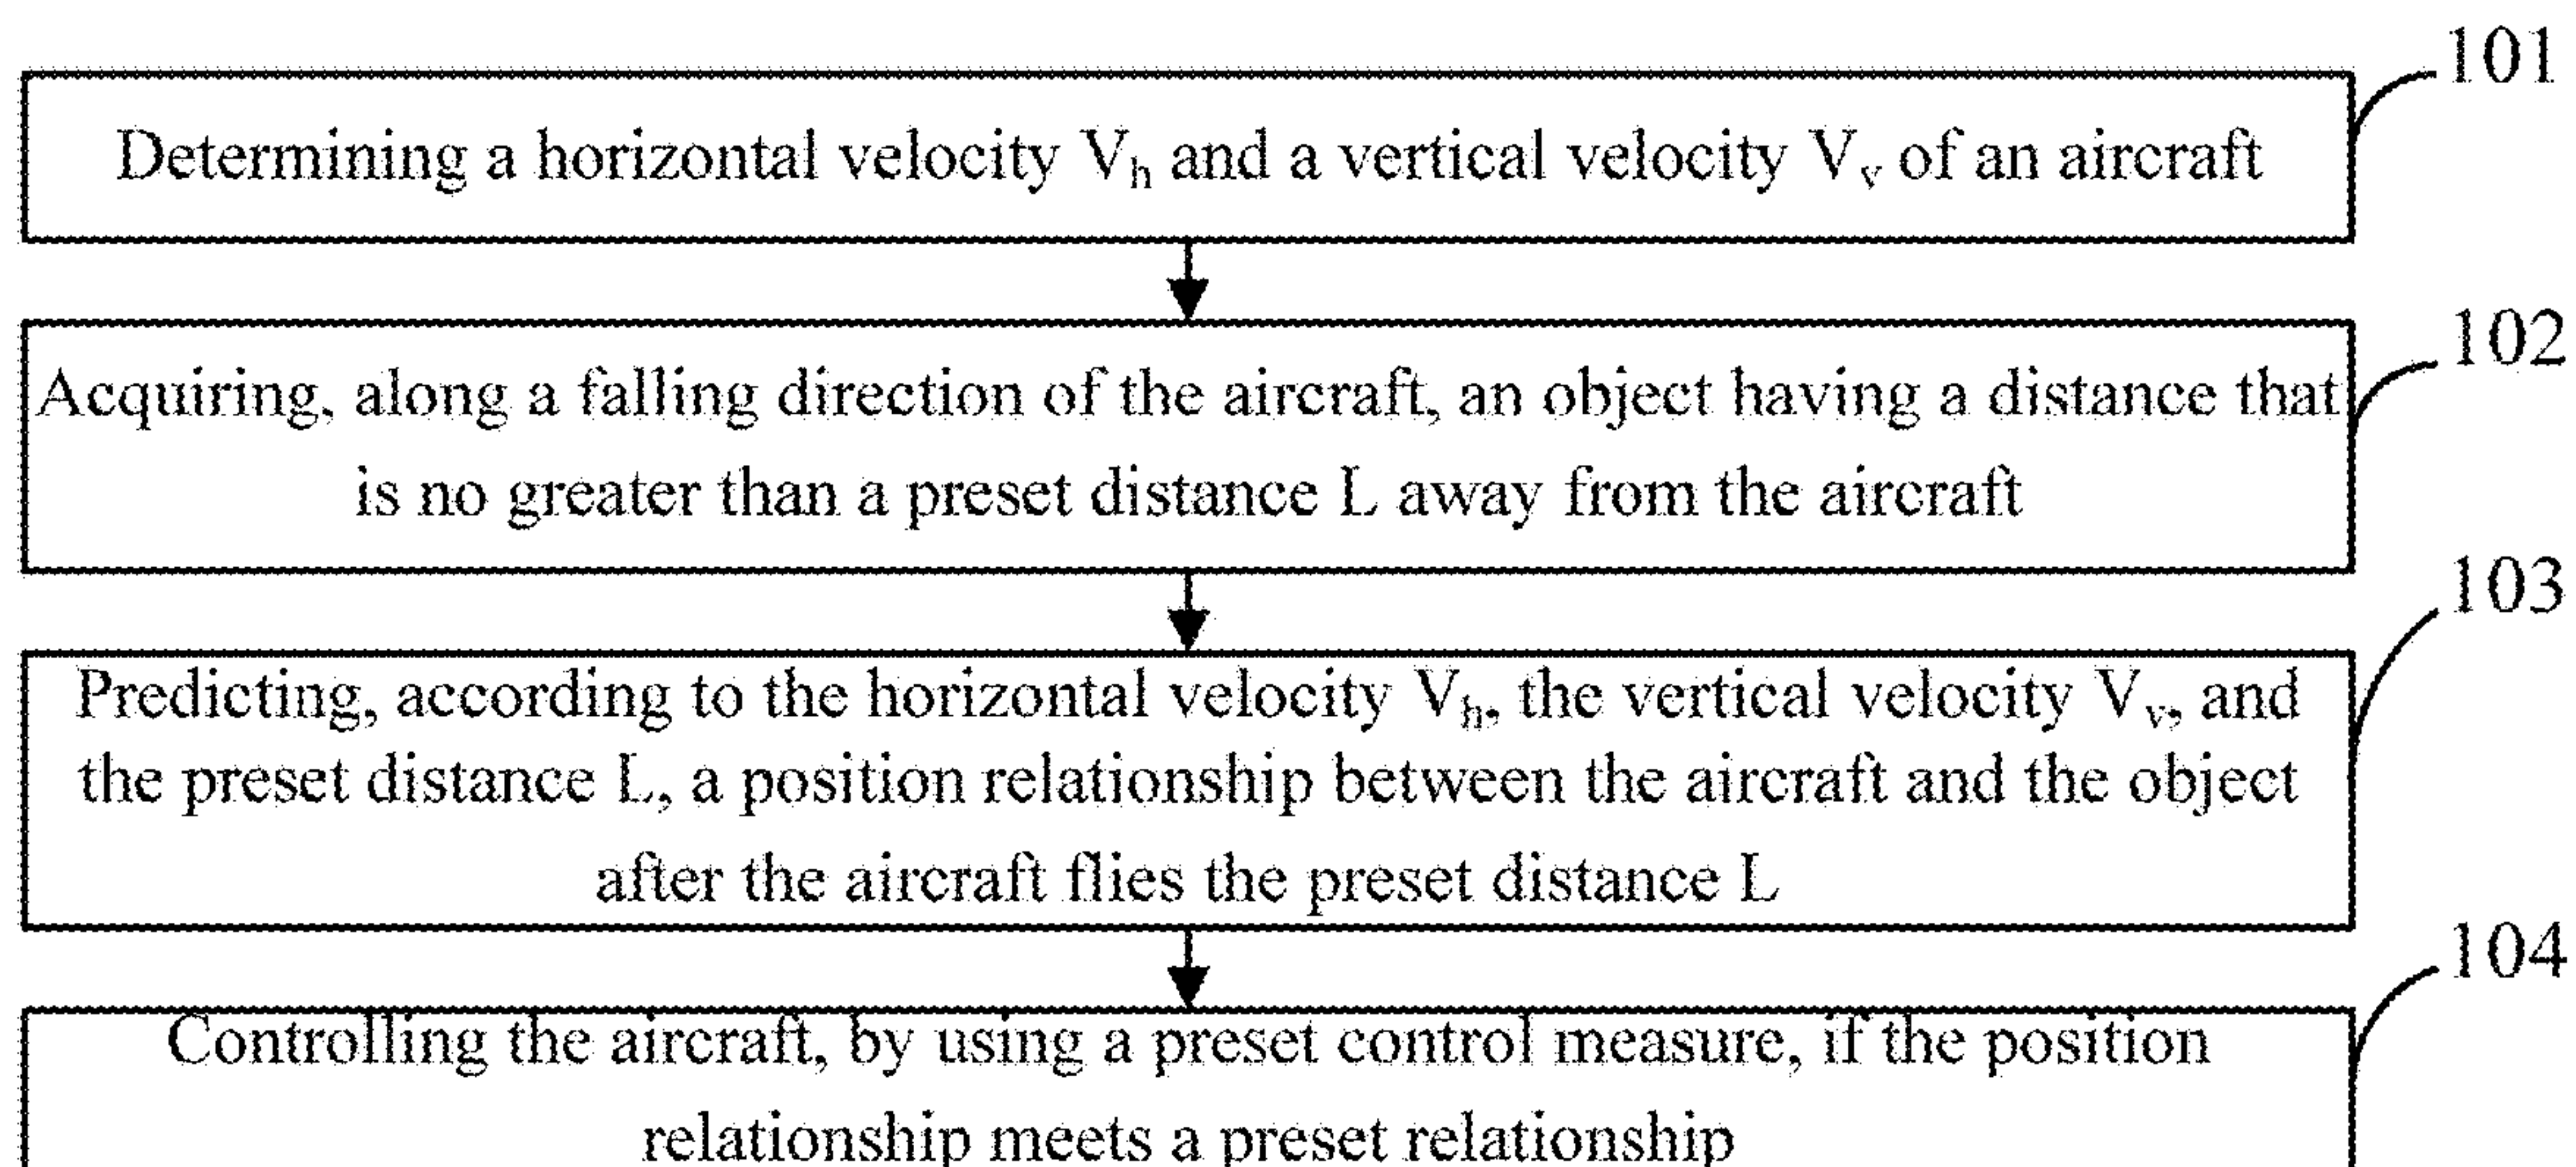 101
Determining a horizontal velocity Vh and a vertical velocity Vv of an aircraft
102
Acquiring, along a falling direction of the aircraft, an object having a distance that
is no greater than a preset distance L away from the aircraft
103
Predicting, according to the horizontal velocity Vh, the vertical velocity Vv, and
the preset distance L, a position relationship between the aircraft and the object
after the aircraft flies the preset distance L
104
Controlling the aircraft, by using a preset control measure, if the position
relationship meets a preset relationship